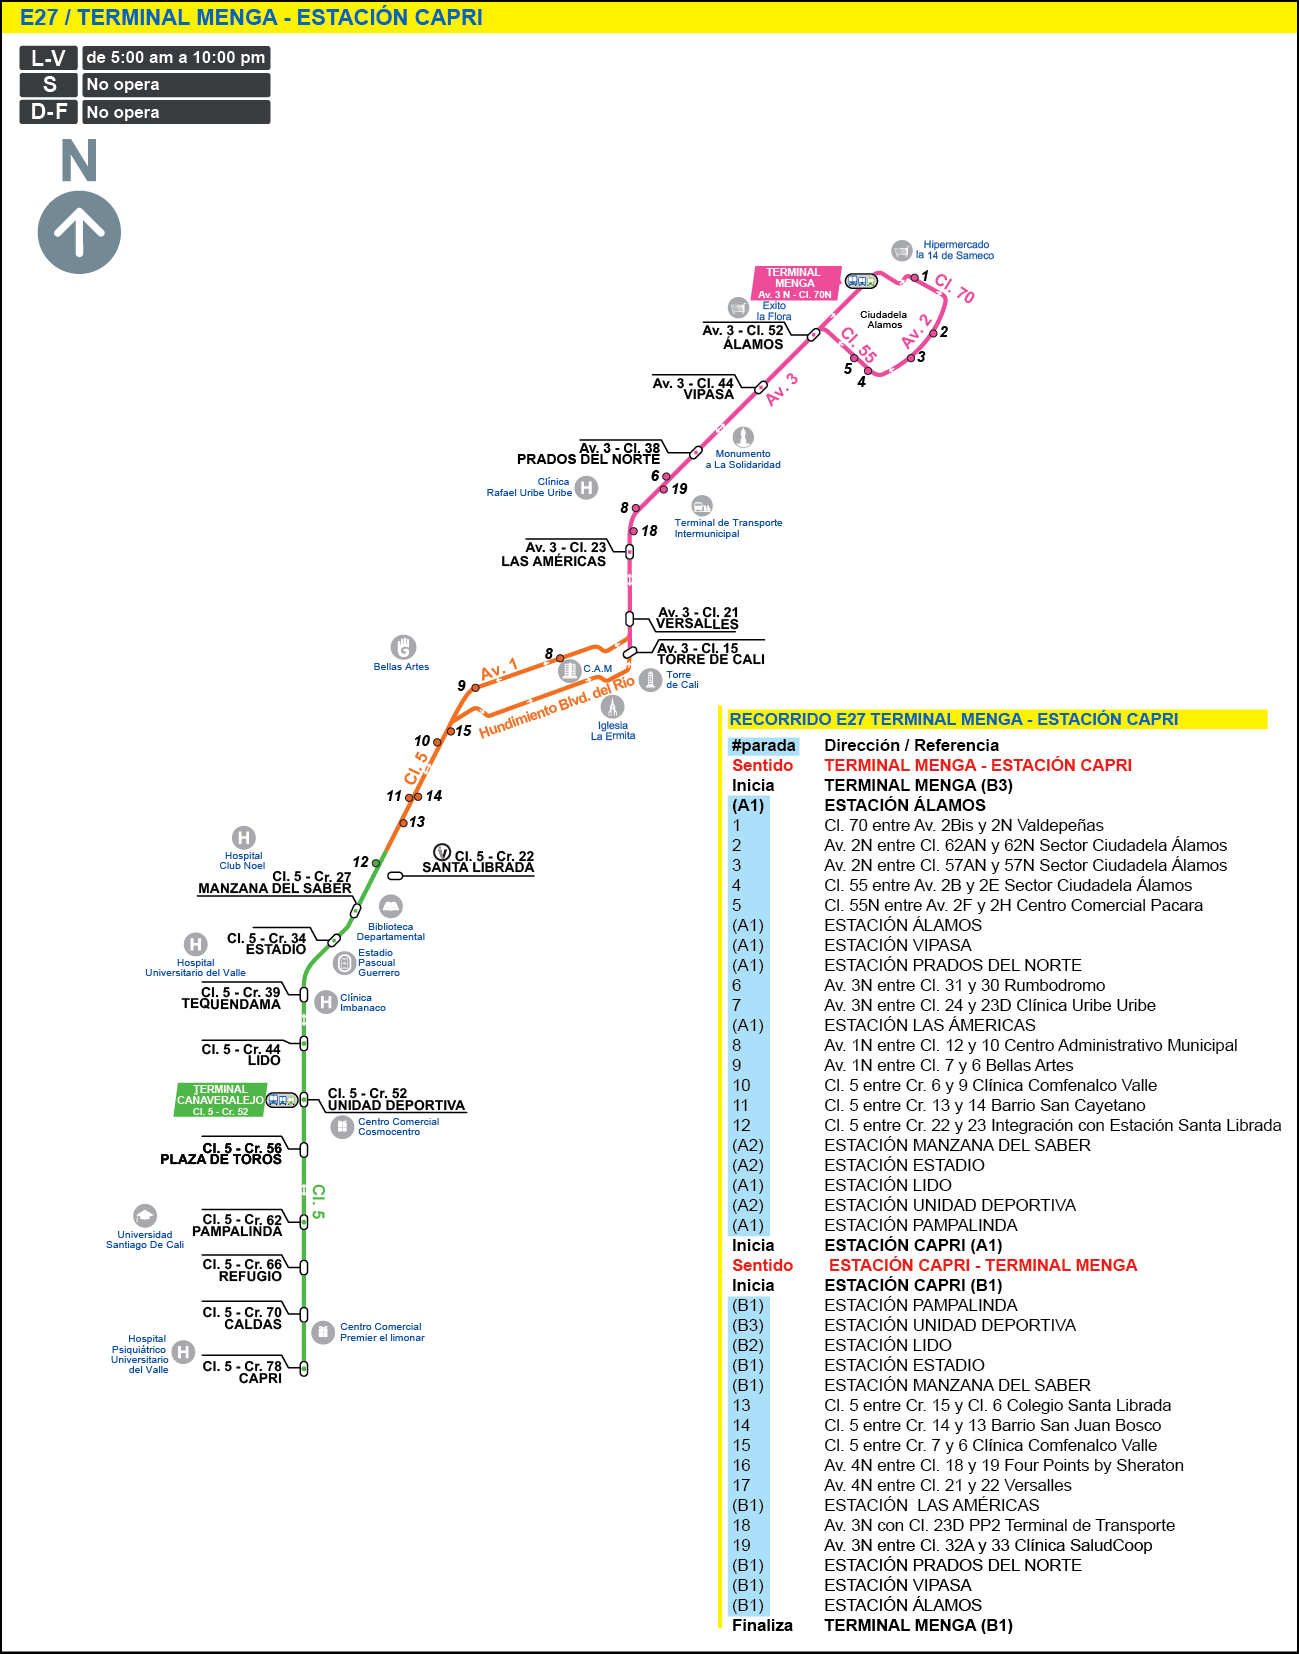 E27 / TERMINAL MENGA - ESTACIÓN CAPRI
L-V de 5:00 am a 10:00 pm
S No opera
D-F No opera
N
Hipermercado
la 14 de Sameco
TERMINAL
MENGA
Av. 3 N - Cl. 70N
1
Cl. 70
Exito
la Flora
Ciudadela
Alamos
Av. 3 - Cl. 52
ÁLAMOS
Cl. 55
Av. 2
2
3
5
4
Av. 3 - Cl. 44
VIPASA
Av. 3
Av. 3 - Cl. 38
PRADOS DEL NORTE
Monumento
a La Solidaridad
6
19
Clínica
Rafael Uribe Uribe
H
8
18
Terminal de Transporte
Intermunicipal
Av. 3 - Cl. 23
LAS AMÉRICAS
Av. 3 - Cl. 21
VERSALLES
Av. 3 - Cl. 15
TORRE DE CALI
Bellas Artes
8
Av. 1
C.A.M
Torre
de Cali
9
Hundimiento Blvd. del Río
Iglesia
La Ermita
15
10
Cl. 5
11
14
13
H
Hospital
Club Noel
12
Cl. 5 - Cr. 22
SANTA LIBRADA
Cl. 5 - Cr. 27
MANZANA DEL SABER
Biblioteca
Departamental
Cl. 5 - Cr. 34
ESTADIO
H
Hospital
Universitario del Valle
Estadio
Pascual
Guerrero
Cl. 5 - Cr. 39
TEQUENDAMA
H
Clínica
Imbanaco
Cl. 5 - Cr. 44
LIDO
TERMINAL
CAÑAVERALEJO
Cl. 5 - Cr. 52
Cl. 5 - Cr. 52
UNIDAD DEPORTIVA
Centro Comercial
Cosmocentro
Cl. 5 - Cr. 56
PLAZA DE TOROS
Cl. 5
Universidad
Santiago De Cali
Cl. 5 - Cr. 62
PAMPALINDA
Cl. 5 - Cr. 66
REFUGIO
Cl. 5 - Cr. 70
CALDAS
Centro Comercial
Premier el limonar
Hospital
Psiquiátrico
Universitario
del Valle
H
Cl. 5 - Cr. 78
CAPRI
RECORRIDO E27 TERMINAL MENGA - ESTACIÓN CAPRI
#parada Dirección / Referencia
Sentido TERMINAL MENGA - ESTACIÓN CAPRI
Inicia TERMINAL MENGA (B3)
(A1) ESTACIÓN ÁLAMOS
1 Cl. 70 entre Av. 2Bis y 2N Valdepeñas
2 Av. 2N entre Cl. 62AN y 62N Sector Ciudadela Álamos
3 Av. 2N entre Cl. 57AN y 57N Sector Ciudadela Álamos
4 Cl. 55 entre Av. 2B y 2E Sector Ciudadela Álamos
5 Cl. 55N entre Av. 2F y 2H Centro Comercial Pacara
(A1) ESTACIÓN ÁLAMOS
(A1) ESTACIÓN VIPASA
(A1) ESTACIÓN PRADOS DEL NORTE
6 Av. 3N entre Cl. 31 y 30 Rumbodromo
7 Av. 3N entre Cl. 24 y 23D Clínica Uribe Uribe
(A1) ESTACIÓN LAS ÁMERICAS
8 Av. 1N entre Cl. 12 y 10 Centro Administrativo Municipal
9 Av. 1N entre Cl. 7 y 6 Bellas Artes
10 Cl. 5 entre Cr. 6 y 9 Clínica Comfenalco Valle
11 Cl. 5 entre Cr. 13 y 14 Barrio San Cayetano
12 Cl. 5 entre Cr. 22 y 23 Integración con Estación Santa Librada
(A2) ESTACIÓN MANZANA DEL SABER
(A2) ESTACIÓN ESTADIO
(A1) ESTACIÓN LIDO
(A2) ESTACIÓN UNIDAD DEPORTIVA
(A1) ESTACIÓN PAMPALINDA
Inicia ESTACIÓN CAPRI (A1)
Sentido ESTACIÓN CAPRI - TERMINAL MENGA
Inicia ESTACIÓN CAPRI (B1)
(B1) ESTACIÓN PAMPALINDA
(B3) ESTACIÓN UNIDAD DEPORTIVA
(B2) ESTACIÓN LIDO
(B1) ESTACIÓN ESTADIO
(B1) ESTACIÓN MANZANA DEL SABER
13 Cl. 5 entre Cr. 15 y Cl. 6 Colegio Santa Librada
14 Cl. 5 entre Cr. 14 y 13 Barrio San Juan Bosco
15 Cl. 5 entre Cr. 7 y 6 Clínica Comfenalco Valle
16 Av. 4N entre Cl. 18 y 19 Four Points by Sheraton
17 Av. 4N entre Cl. 21 y 22 Versalles
(B1) ESTACIÓN LAS AMÉRICAS
18 Av. 3N con Cl. 23D PP2 Terminal de Transporte
19 Av. 3N entre Cl. 32A y 33 Clínica SaludCoop
(B1) ESTACIÓN PRADOS DEL NORTE
(B1) ESTACIÓN VIPASA
(B1) ESTACIÓN ÁLAMOS
Finaliza TERMINAL MENGA (B1)